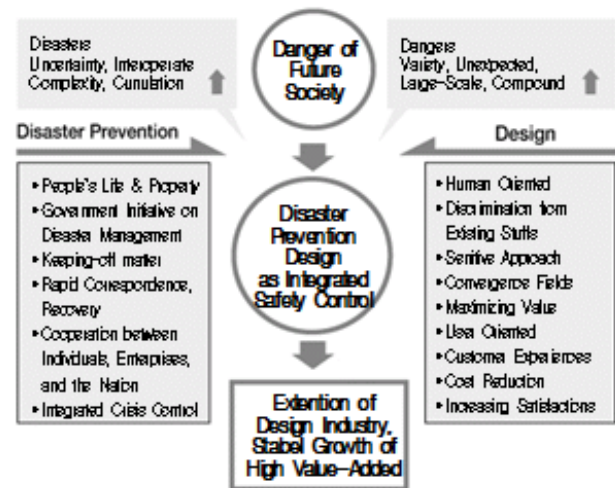 Disasters
Uncertainty, Interoperate
Complexity, Cumulation
Danger of
Future
Society
Dangers
Variety, Unexpected,
Large-Scale, Compound
Disaster Prevention
Design
•People's Life & Property
•Government Initiative on
Disaster Management
•Keeping-off matter
•Rapid Correspondence,
Recovery
•Cooperation between
Individuals, Enterprises,
and the Nation
•Integrated Crisis Control
Disaster
Prevention
Design
as Integrated
Safety Control
•Human Oriented
•Discrimination from
Existing Stuffs
•Senitive Approach
•Convergence Fields
•Maximizing Value
•User Oriented
•Customer Experiences
•Cost Reduction
•Increasing Satisfactions
Extention of
Design Industry,
Stabel Growth of
High Value-Added